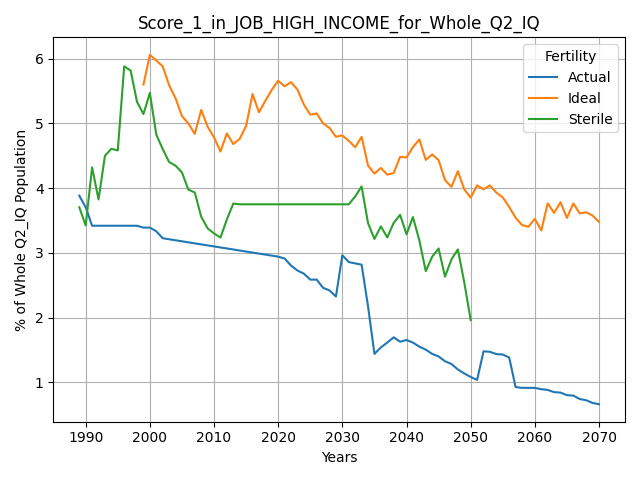 Score_1_in_JOB_HIGH_INCOME_for_Whole_Q2_IQ
% of Whole Q2_IQ Population
6
5
4
3
2
1
Fertility
Actual
Ideal
Sterile
1990 2000 2010 2020 2030 2040 2050 2060 2070
Years